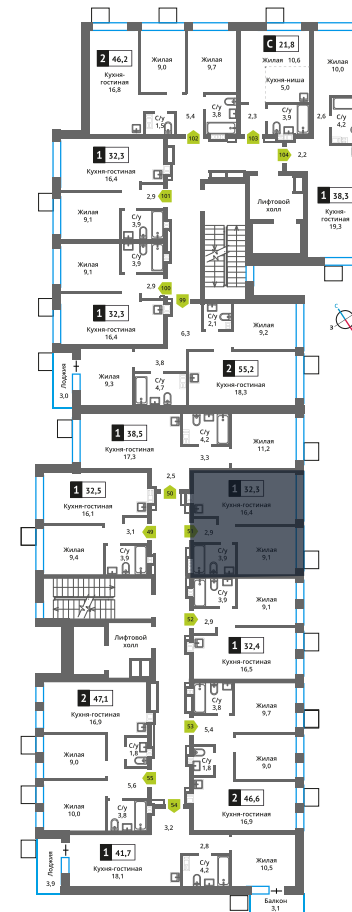 2 46,2
Кухня-
гостиная
16,8
Жилая
9,0
Жилая
9,7
С 21,8
Жилая 10,6
Кухня-ниша
5,0
Жилая
10,0
С/у
1,5
5,4
С/у
3,8
2,3
С/у
3,9
2,6
С/у
4,2
102
103
104
2,2
1 32,3
Кухня-гостиная
16,4
2,9
101
Жилая
9,1
С/у
3,9
Лифтовой
холл
1 38,3
Кухня-
гостиная
19,3
Жилая
9,1
С/у
3,9
2,9
100
99
1 32,3
Кухня-гостиная
16,4
6,3
С/у
2,1
Жилая
9,2
С
З
Лоджия
3,0
Жилая
9,3
3,8
С/у
4,7
2 55,2
Кухня-гостиная
18,3
1 38,5
Кухня-гостиная
17,3
С/у
4,2
3,3
Жилая
11,2
2,5
50
1 32,5
Кухня-гостиная
16,1
1 32,3
Кухня-гостиная
16,4
3,1
49
2,9
Жилая
9,4
С/у
3,9
С/у
3,9
Жилая
9,1
С/у
3,9
Жилая
9,1
52
2,9
Лифтовой
холл
1 32,4
Кухня-гостиная
16,5
2 47,1
Кухня-гостиная
16,9
С/у
3,8
Жилая
9,7
53
5,4
Жилая
9,0
С/у
1,8
С/у
1,8
Жилая
9,0
55
5,6
Жилая
10,0
С/у
3,8
54
2 46,6
Кухня-гостиная
16,9
3,2
Лоджия
3,9
1 41,7
Кухня-гостиная
18,1
2,8
С/у
4,2
Жилая
10,5
Балкон
3,1